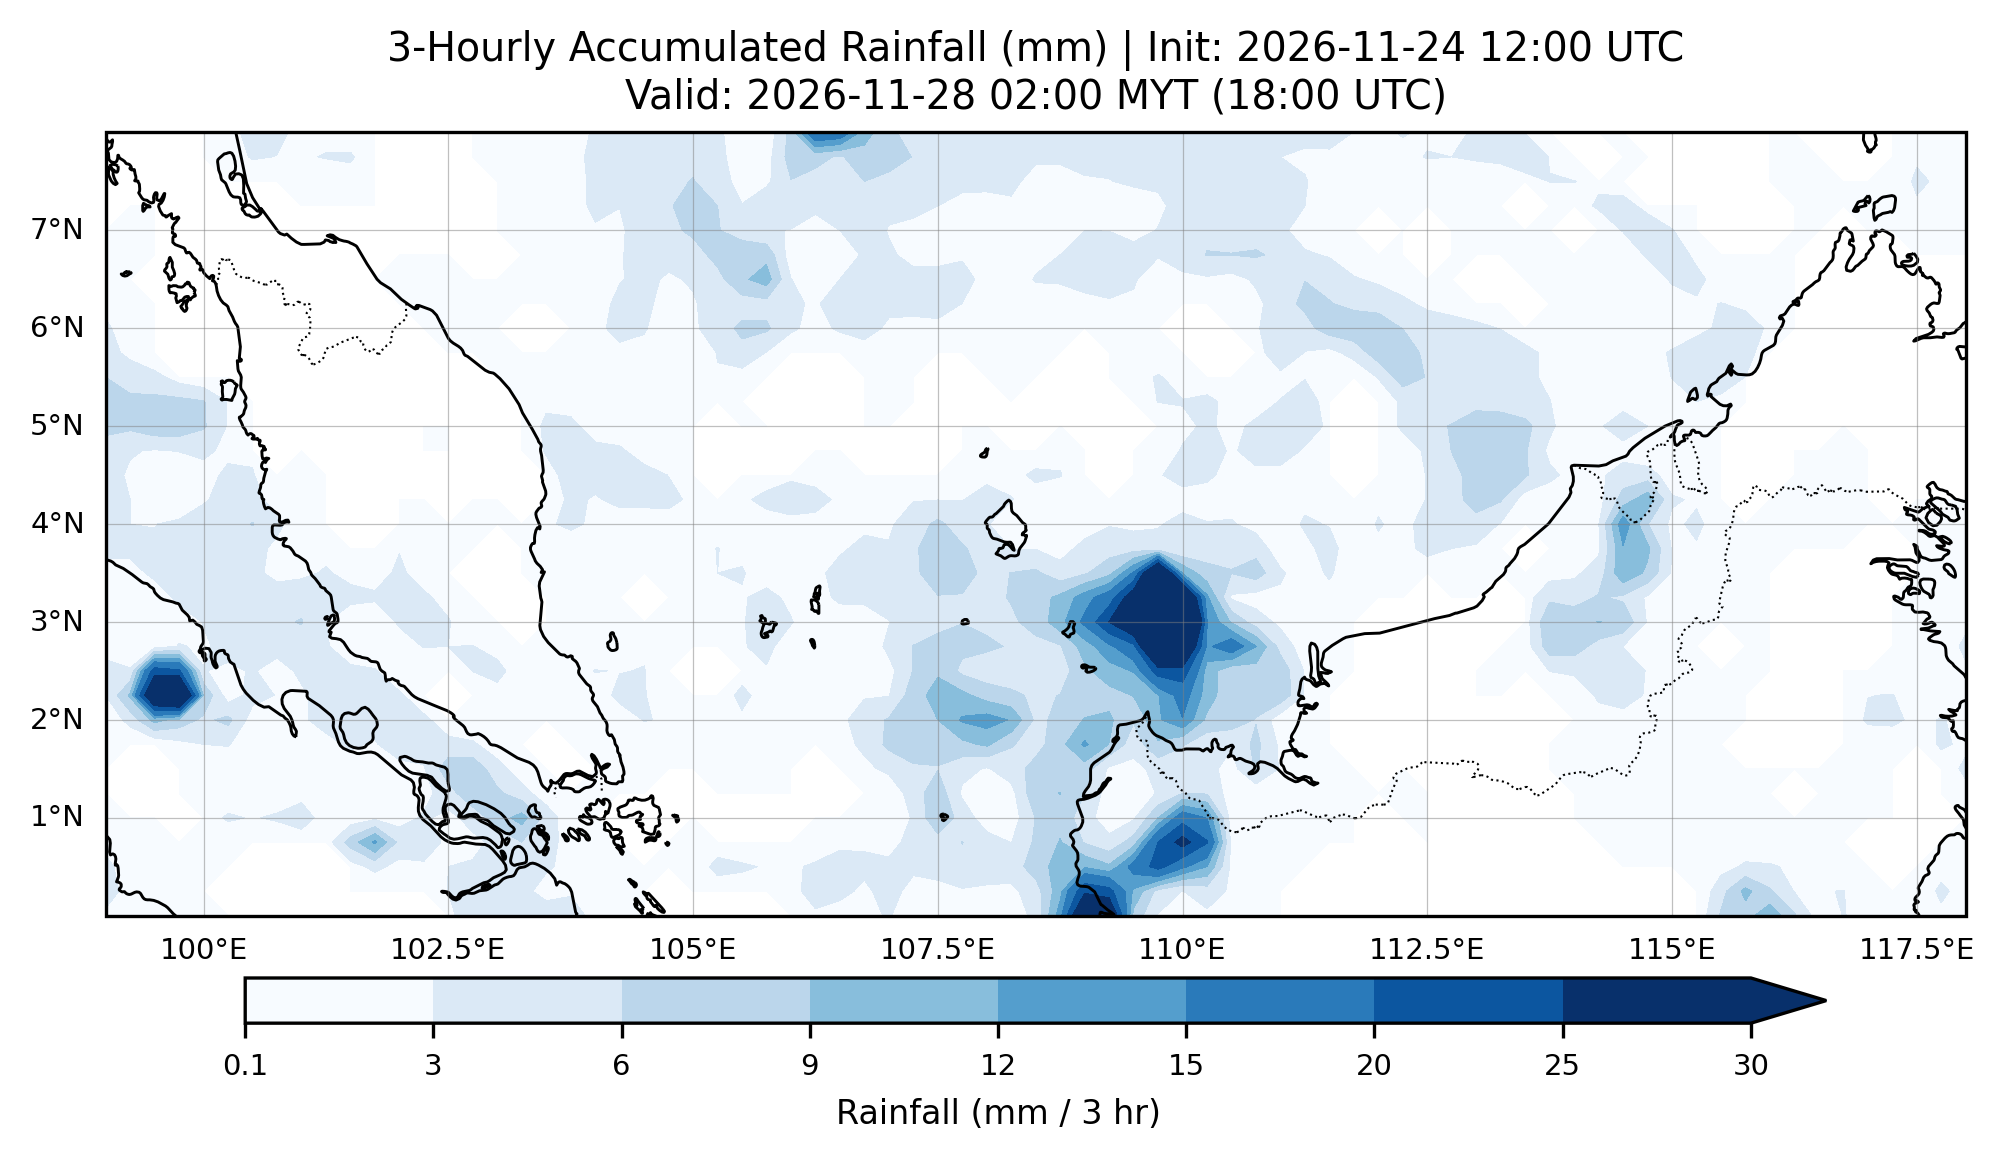 3-Hourly Accumulated Rainfall (mm) | Init: 2026-11-24 12:00 UTC
Valid: 2026-11-28 02:00 MYT (18:00 UTC)
7°N
6°N
5°N
4°N
3°N
2°N
1°N
100°E 102.5°E 105°E 107.5°E 110°E 112.5°E 115°E 117.5°E
0.1 3 6 9 12 15 20 25 30
Rainfall (mm / 3 hr)